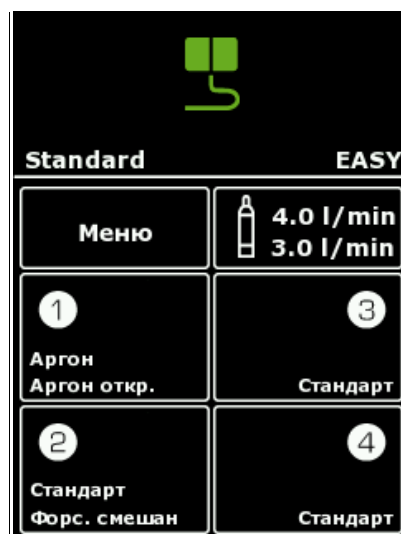 Standard EASY
Меню
4.0 l/min
3.0 l/min
1
3
Аргон
Аргон откр.
Стандарт
2
4
Стандарт
Форс. смешан
Стандарт